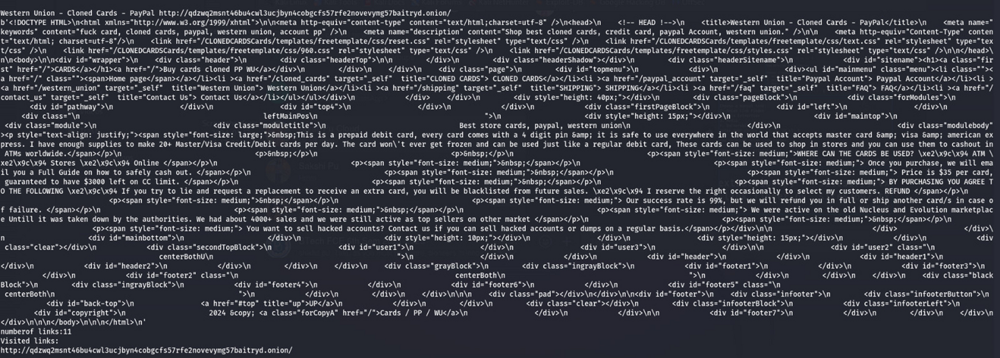 Western Union - Cloned Cards - PayPal http://qdzwq2msnt46bu4cwl3ucjbyn4cobgcfs57rfe2novevymg57baitryd.onion/
b'<!DOCTYPE HTML>\n<html xmlns="http://www.w3.org/1999/xhtml">\n\n<meta http-equiv="content-type" content="text/html;charset=utf-8" />\n<head>\n    <!-- HEAD !-->\n    <title>Western Union - Cloned Cards - PayPal</title>\n    <meta name="
keywords" content="fuck card, cloned cards, paypal, western union, account pp" />\n    <meta name="description" content="Shop best cloned cards, credit card, paypal Account, western union." />\n\n    <meta http-equiv="Content-Type" conten
t="text/html; charset=utf-8"/>\n    <link href="/CLONEDCARDSCards/templates/freetemplate/css/reset.css" rel="stylesheet" type="text/css" />\n    <link href="/CLONEDCARDSCards/templates/freetemplate/css/text.css" rel="stylesheet" type="tex
t/css" />\n    <link href="/CLONEDCARDSCards/templates/freetemplate/css/960.css" rel="stylesheet" type="text/css" />\n    <link href="/CLONEDCARDSCards/templates/freetemplate/css/styles.css" rel="stylesheet" type="text/css" />\n\n</head>\
n\n<body>\n\n<div id="wrapper">\n    <div class="header">\n        <div class="headerTop">\n\n        </div>\n        <div class="headerShadow"></div>\n        <div class="headerSitename">\n            <div id="sitename"><h1><a class="fir
st" href="/">CARDS</a></h1><a href="/">Buy cards cloned PP WU</a></div>\n        </div>\n    </div>\n    <div class="page">\n        <div id="topmenu">\n            <div>\n            <div><ul id="mainmenu" class="menu"><li class=""><
a href="/" class=""><span>Home page</span></a></li><li ><a href="/cloned_cards" target="_self"  title="CLONED CARDS"> CLONED CARDS</a></li><li ><a href="/paypal_account" target="_self"  title="Paypal Account"> Paypal Account</a></li><li >
<a href="/western_union" target="_self"  title="Western Union"> Western Union</a></li><li ><a href="/shipping" target="_self"  title="SHIPPING"> SHIPPING</a></li><li ><a href="/faq" target="_self"  title="FAQ"> FAQ</a></li><li ><a href="/
contact_us" target="_self"  title="Contact Us"> Contact Us</a></li></ul></ul></div>\n        </div>    </div>\n            <div style="height: 40px;"></div>\n        <div class="pageBlock">\n            <div class="forModules">\n
<div id="pathway">\n                </div>\n                <div id="top4">\n                </div>\n            </div>\n            <div class="firstPageBlock">\n                <div id="left">\n                </div>\n
<div class="\n                leftMainPos\n                ">\n                <div style="height: 15px;"></div>\n                <div id="maintop">\n
<div class="module">\n                            <div class="moduletitle">\n                                Best store cards, paypal, western union\n                            </div>\n                            <div class="modulebody"
><p style="text-align: justify;"><span style="font-size: large;">&nbsp;This is a prepaid debit card, every card comes with a 4 digit pin &amp; it is safe to use everywhere in the world that accepts master card &amp; visa &amp; american ex
press. I have enough supplies to make 20+ Master/Visa Credit/Debit cards per day. The card won\'t ever get frozen and can be used just like a regular debit card, These cards can be used to shop in stores and you can use them to cashout in
ATMs worldwide.</span></p>\n                                <p>&nbsp;</p>\n                                <p>&nbsp;</p>\n                                <p><span style="font-size: medium;">WHERE CAN THE CARDS BE USED? \xe2\x9c\x94 ATM \
xe2\x9c\x94 Stores \xe2\x9c\x94 Online </span></p>\n                                <p><span style="font-size: medium;">&nbsp;</span></p>\n                                <p><span style="font-size: medium;"> Once you purchase, we will ema
il you a Full Guide on how to safely cash out. </span></p>\n                                <p><span style="font-size: medium;">&nbsp;</span></p>\n                                <p><span style="font-size: medium;"> Price is $35 per card,
guaranteed to have $3000 left on CC limit. </span></p>\n                                <p><span style="font-size: medium;">&nbsp;</span></p>\n                                <p><span style="font-size: medium;"> BY PURCHASING YOU AGREE T
O THE FOLLOWING \xe2\x9c\x94 If you try to lie and request a replacement to receive an extra card, you will be blacklisted from future sales. \xe2\x9c\x94 I reserve the right occasionally to select my customers. REFUND </span></p>\n
<p><span style="font-size: medium;">&nbsp;</span></p>\n                                <p><span style="font-size: medium;"> Our success rate is 99%, but we will refund you in full or ship another card/s in case o
f failure. </span></p>\n                                <p><span style="font-size: medium;">&nbsp;</span></p>\n                                <p><span style="font-size: medium;"> We were active on the old Nucleus and Evolution marketplac
e Untill it was taken down by the authorities. We had about 4000+ sales and we were still active as top sellers on other market </span></p>\n                                <p><span style="font-size: medium;">&nbsp;</span></p>\n
<p><span style="font-size: medium;"> You want to sell hacked accounts? Contact us if you can sell hacked accounts or dumps on a regular basis.</span></p></div>\n\n                        </div>                </div>\
n                <div id="mainbottom">\n                </div>\n                <div style="height: 10px;"></div>\n            </div>\n                <div style="height: 15px;"></div>\n                <div
class="clear"></div>\n            <div class="secondTopBlock">\n                <div id="user1">\n                </div>\n                <div id="user3">\n                </div>\n\n                <div id="user2" class="\n
centerBothU\n                ">\n                </div>\n            </div>\n            <div id="header">\n                <div id="header1">\n
</div>\n            <div id="header2">\n            </div>\n        </div>\n    </div>\n    <div class="grayBlock">\n        <div class="ingrayBlock">\n            <div id="footer1">\n            </div>\n            <div id="footer3">\n
</div>\n            <div id="footer2" class="\n                centerBoth\n                ">\n            </div>\n        </div>\n    </div>\n    <div class="black
Block">\n        <div class="ingrayBlock">\n            <div id="footer4">\n            </div>\n            <div id="footer6">\n            </div>\n            <div id="footer5" class="\n
centerBoth\n                ">\n            </div>\n        </div>\n    </div>\n\n\n    <div class="pad"></div>\n</div>\n\n<div id="footer">\n    <div class="infooter">\n        <div class="infooterButton">\n
<div id="back-top">\n                <a href="#top" title="up">UP</a>\n            </div>\n        </div>\n        <div class="clear"></div>\n        <div class="infooterBlock">\n            <div class="infooterLeft">\n
<div id="copyright">\n                    2024 &copy; <a class="forCopyA" href="/">Cards / PP / WU</a>\n                </div>\n            </div>\n            <div id="footer7">\n            </div>\n        </div>\n    </div>\n
</div>\n\n\n</body>\n\n\n</html>\n'
numberof links:11
Visited links:
http://qdzwq2msnt46bu4cwl3ucjbyn4cobgcfs57rfe2novevymg57baitryd.onion/